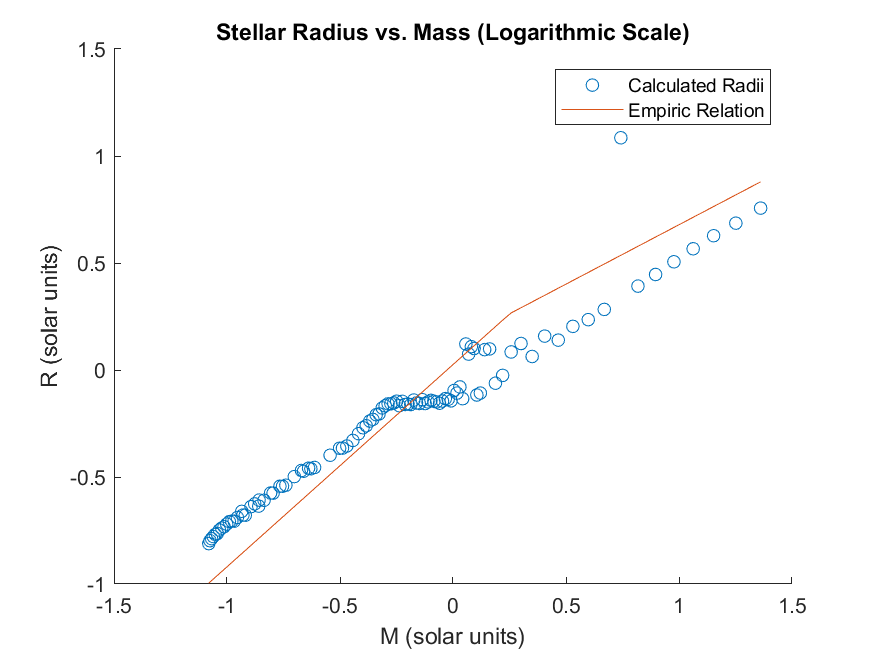 Stellar Radius vs. Mass (Logarithmic Scale)
1.5
Calculated Radii
Empiric Relation
1
0.5
R (solar units)
0
-0.5
-1
-1.5 -1 -0.5 0 0.5 1 1.5
M (solar units)